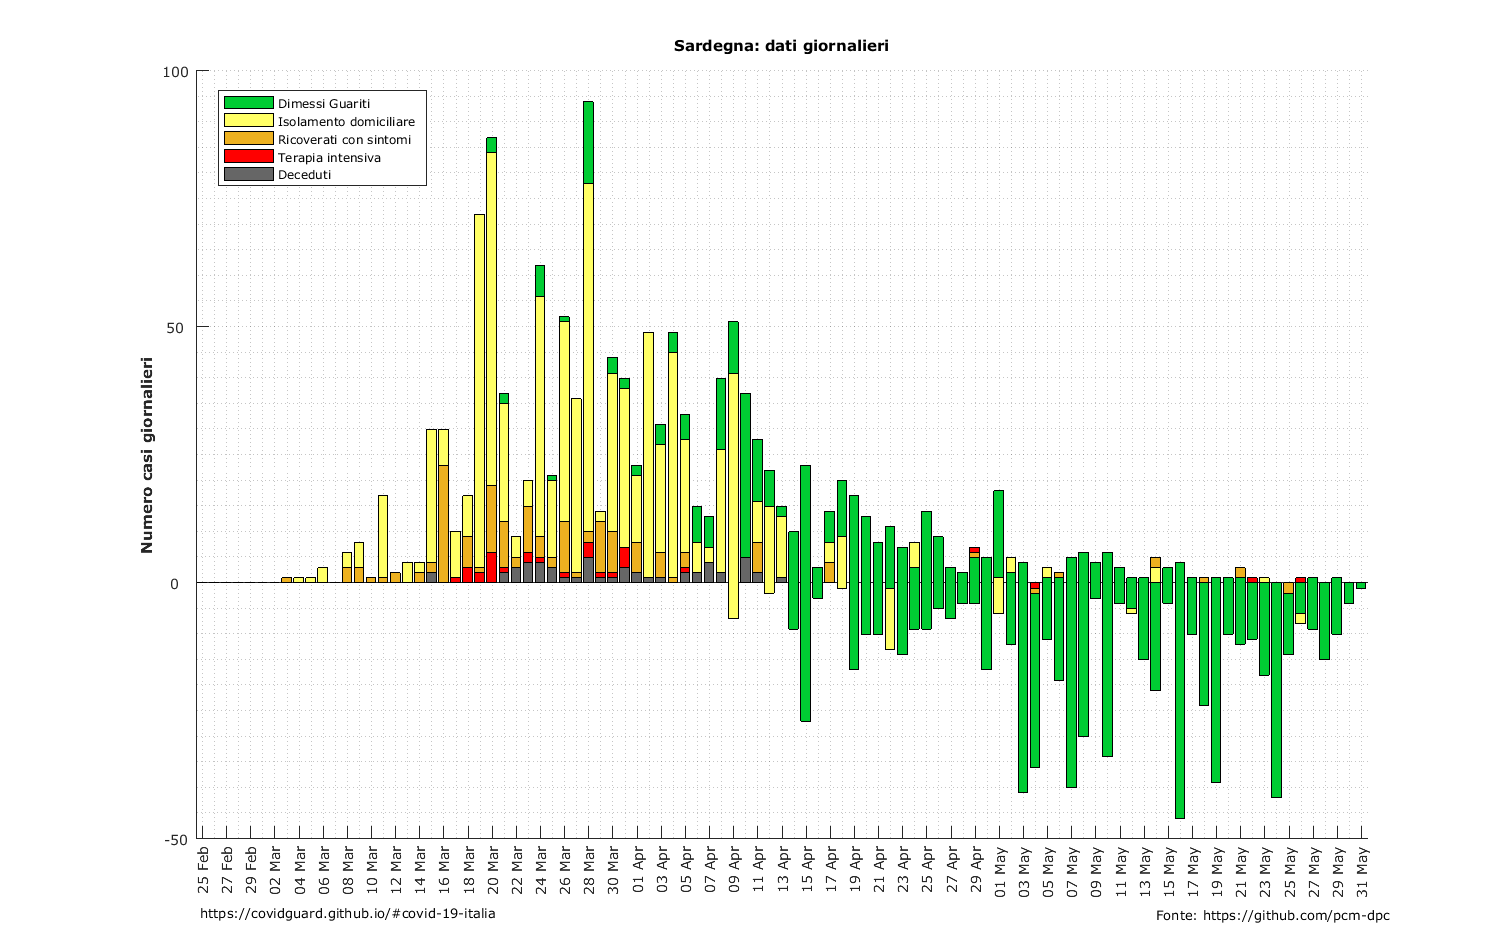 Sardegna: dati giornalieri
100
50
0
-50
Numero casi giornalieri
Dimessi Guariti
Isolamento domiciliare
Ricoverati con sintomi
Terapia intensiva
Deceduti
25 Feb
27 Feb
29 Feb
02 Mar
04 Mar
06 Mar
08 Mar
10 Mar
12 Mar
14 Mar
16 Mar
18 Mar
20 Mar
22 Mar
24 Mar
26 Mar
28 Mar
30 Mar
01 Apr
03 Apr
05 Apr
07 Apr
09 Apr
11 Apr
13 Apr
15 Apr
17 Apr
19 Apr
21 Apr
23 Apr
25 Apr
27 Apr
29 Apr
01 May
03 May
05 May
07 May
09 May
11 May
13 May
15 May
17 May
19 May
21 May
23 May
25 May
27 May
29 May
31 May
https://covidguard.github.io/#covid-19-italia
Fonte: https://github.com/pcm-dpc